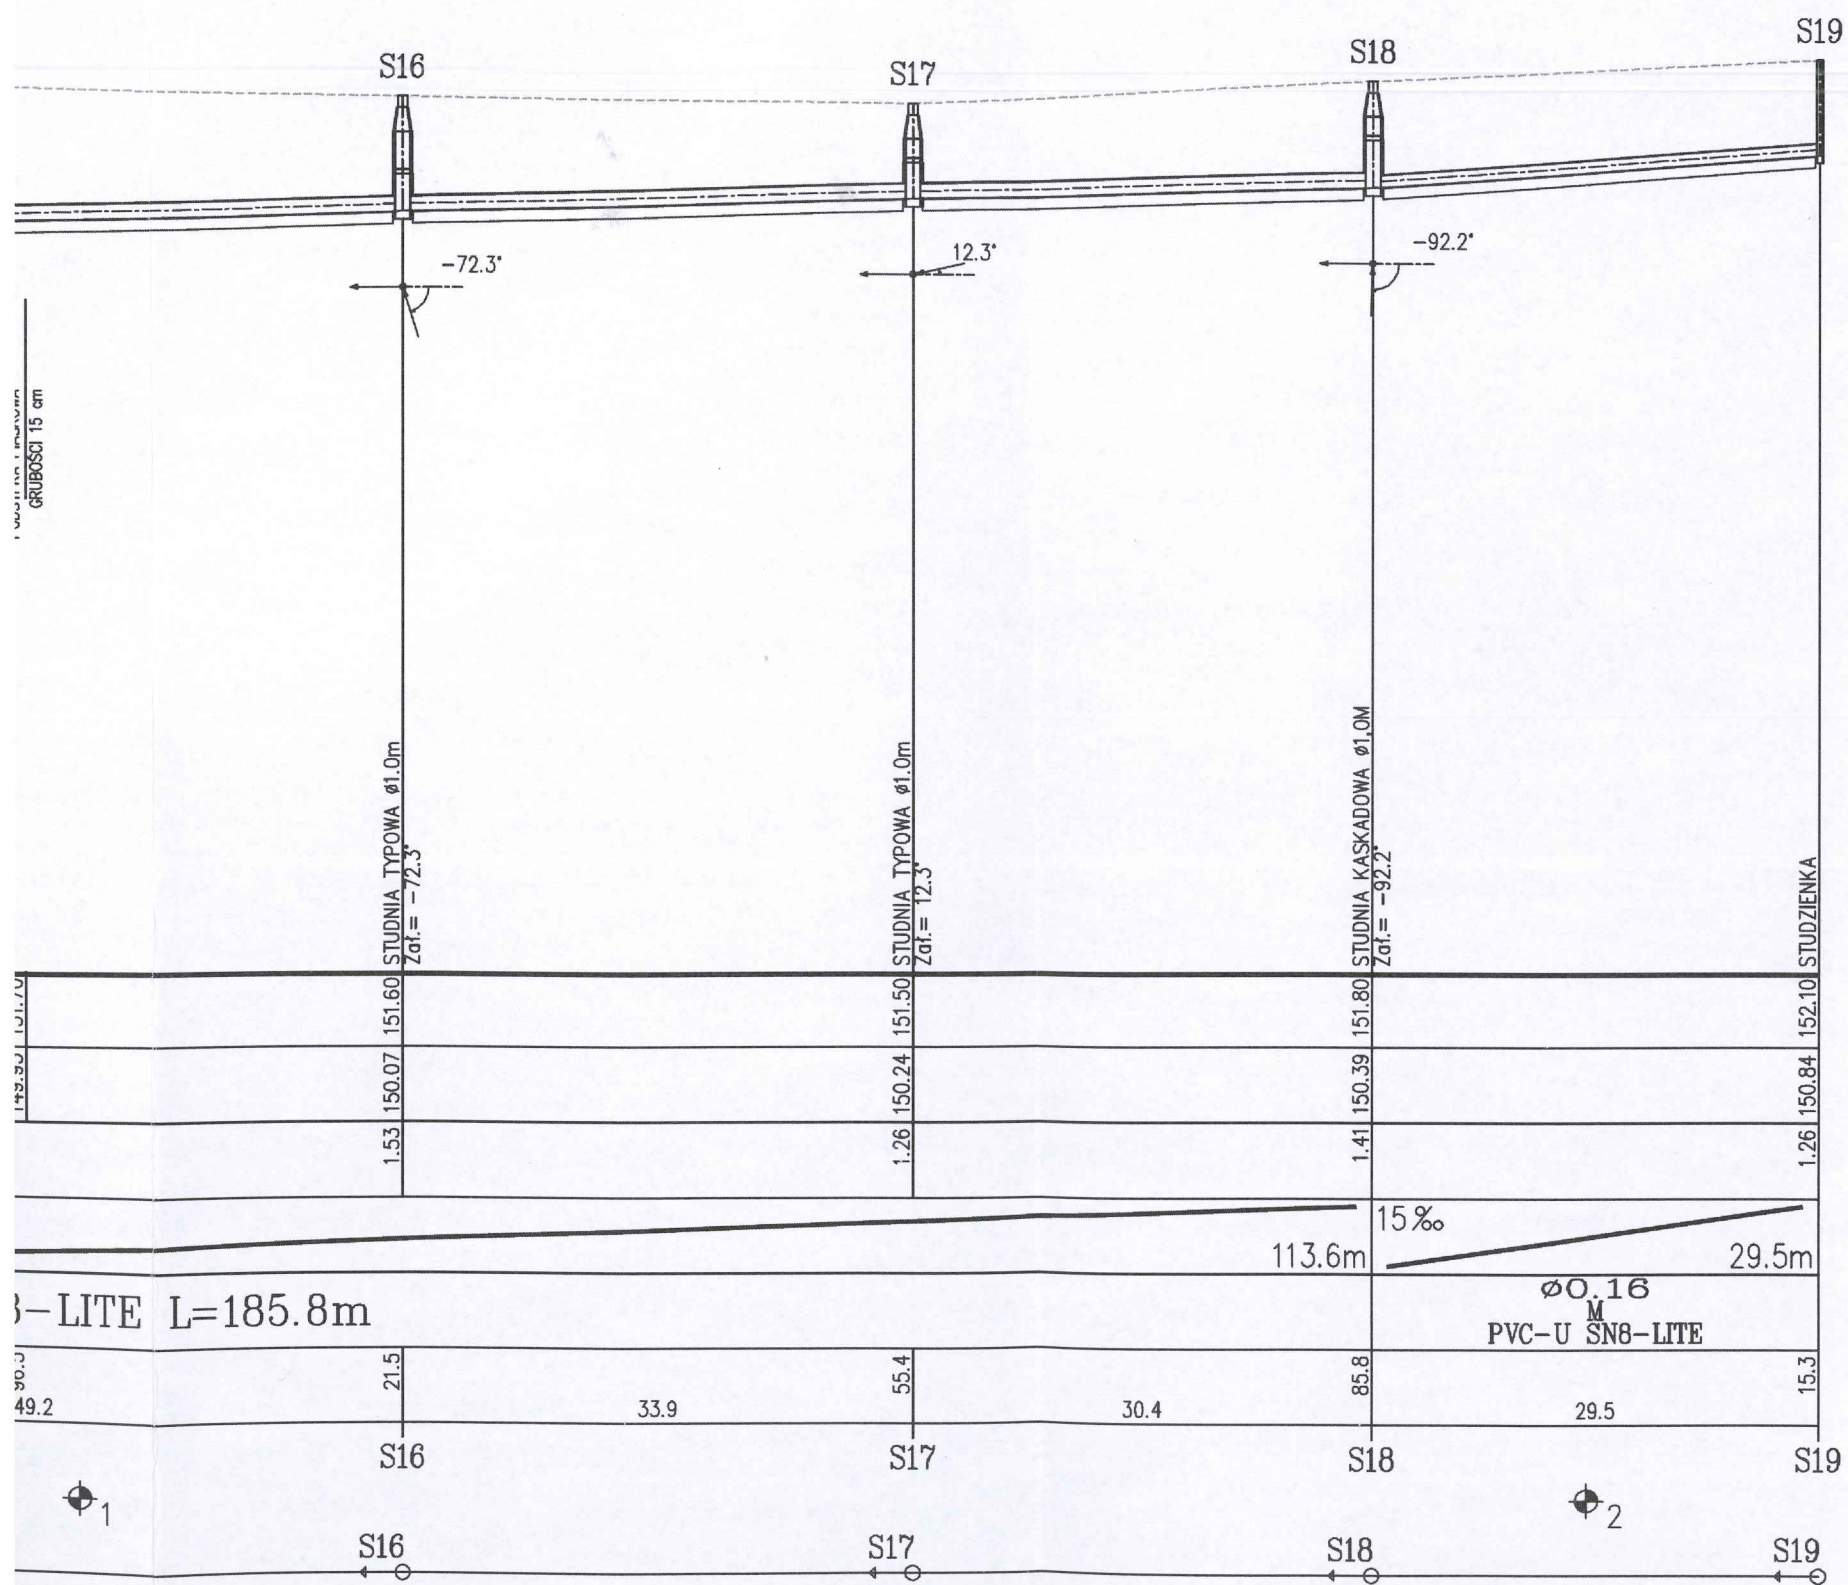 S16
S17
S18
S19
-72.3°
12.3°
-92.2°
GRUBOŚCI 15 cm
STUDNIA TYPOWA ø1.0m
Zał.= -72.3°
STUDNIA TYPOWA ø1.0m
Zał.= 12.3°
STUDNIA KASKADOWA ø1,0M
Zał.= -92.2°
STUDZIENKA
151.60
151.50
151.80
152.10
150.07
150.24
150.39
150.84
1.53
1.26
1.41
1.26
113.6m
15‰
29.5m
-LITE L=185.8m
ø0.16
M
PVC-U SN8-LITE
21.5
55.4
85.8
15.3
49.2
33.9
30.4
29.5
S16
S17
S18
S19
1
2
S16
S17
S18
S19